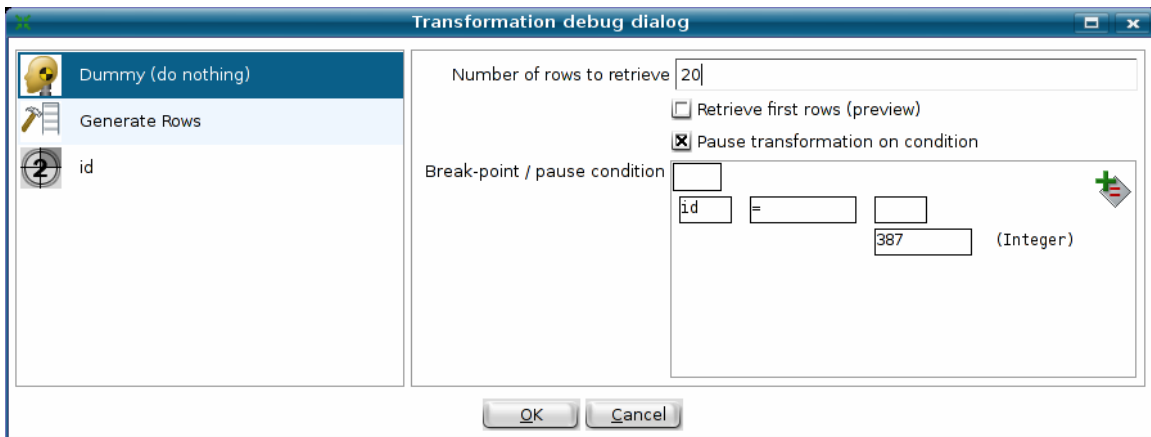 Transformation debug dialog
Dummy (do nothing)
Generate Rows
2
id
Number of rows to retrieve 20
Retrieve first rows (preview)
Pause transformation on condition
Break-point / pause condition
id =
387 (Integer)
OK Cancel